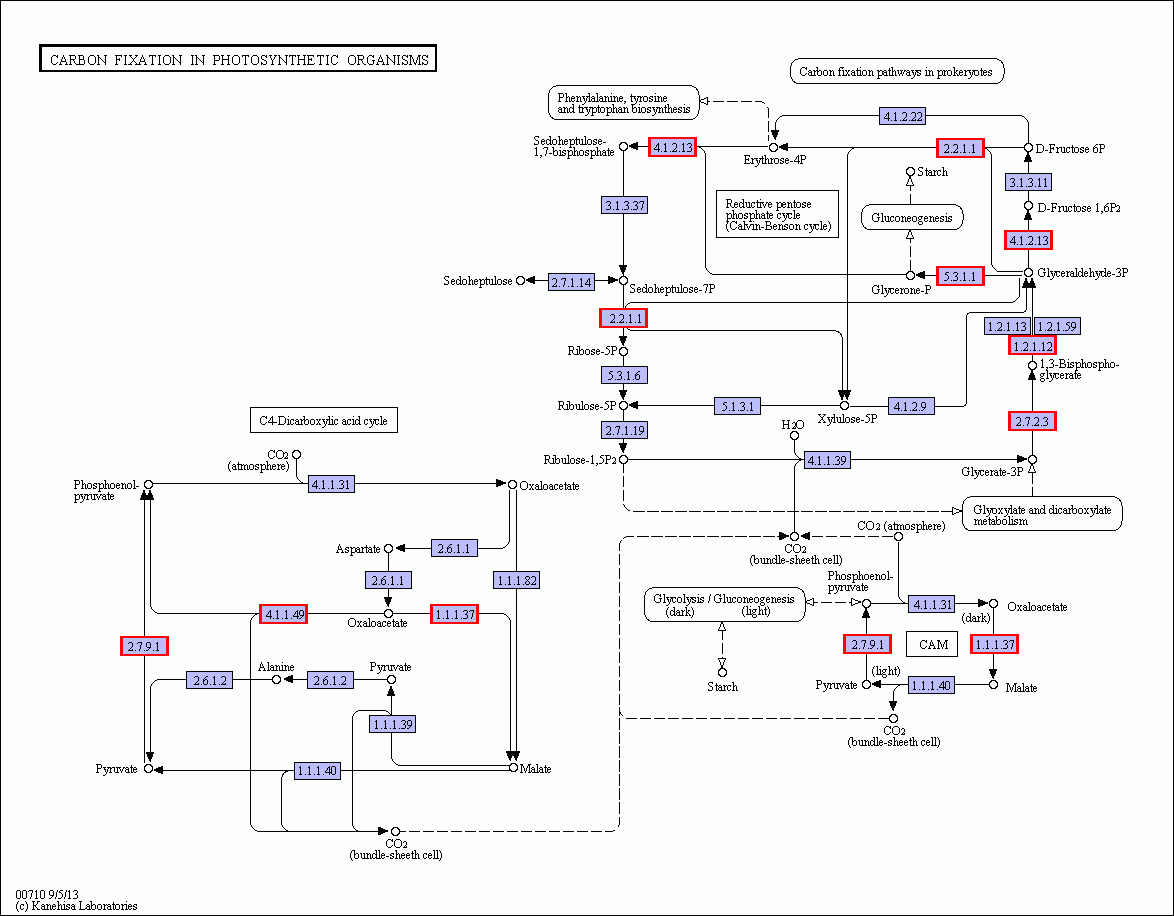 CARBON FIXATION IN PHOTOSYNTHETIC ORGANISMS
Carbon fixation pathways in prokeryotes
Phenylalanine, tyrosine
and tryptophan biosynthesis
4.1.2.22
Sedoheptulose-
1,7-bisphosphate
4.1.2.13
Erythrose-4P
2.2.1.1
D-Fructose 6P
Starch
3.1.3.11
Reductive pentose
phosphate cycle
(Calvin-Benson cycle)
3.1.3.37
Gluconeogenesis
D-Fructose 1,6P2
4.1.2.13
Sedoheptulose
2.7.1.14
Sedoheptulose-7P
Glycerone-P
5.3.1.1
Glyceraldehyde-3P
2.2.1.1
1.2.1.13
1.2.1.59
1.2.1.12
Ribose-5P
1,3-Bisphospho-
glycerate
5.3.1.6
Ribulose-5P
5.1.3.1
Xylulose-5P
4.1.2.9
2.7.2.3
2.7.1.19
H2O
Ribulose-1,5P2
4.1.1.39
Glycerate-3P
C4-Dicarboxylic acid cycle
CO2
(atmosphere)
Phosphoenol-
pyruvate
4.1.1.31
Oxaloacetate
Glyoxylate and dicarboxylate
metabolism
CO2 (atmosphere)
CO2
(bundle-sheeth cell)
Aspartate
2.6.1.1
2.6.1.1
1.1.1.82
Phosphoenol-
pyruvate
Glycolysis / Gluconeogenesis
(dark) (light)
4.1.1.31
Oxaloacetate
(dark)
4.1.1.49
Oxaloacetate
1.1.1.37
2.7.9.1
2.7.9.1
CAM
1.1.1.37
Alanine
Pyruvate
2.6.1.2
2.6.1.2
Starch
Pyruvate
(light)
1.1.1.40
Malate
1.1.1.39
CO2
(bundle-sheeth cell)
Pyruvate
1.1.1.40
Malate
CO2
(bundle-sheeth cell)
00710 9/5/13
(c) Kanehisa Laboratories